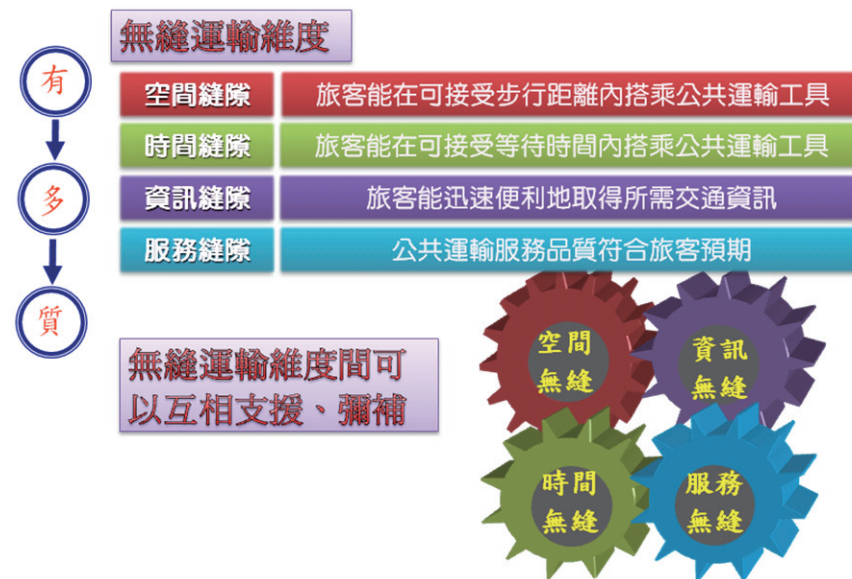 無縫運輸維度
有
多
質
空間縫隙 旅客能在可接受步行距離內搭乘公共運輸工具
時間縫隙 旅客能在可接受等待時間內搭乘公共運輸工具
資訊縫隙 旅客能迅速便利地取得所需交通資訊
服務縫隙 公共運輸服務品質符合旅客預期
無縫運輸維度間可
以互相支援、彌補
空間
無縫
資訊
無縫
時間
無縫
服務
無縫